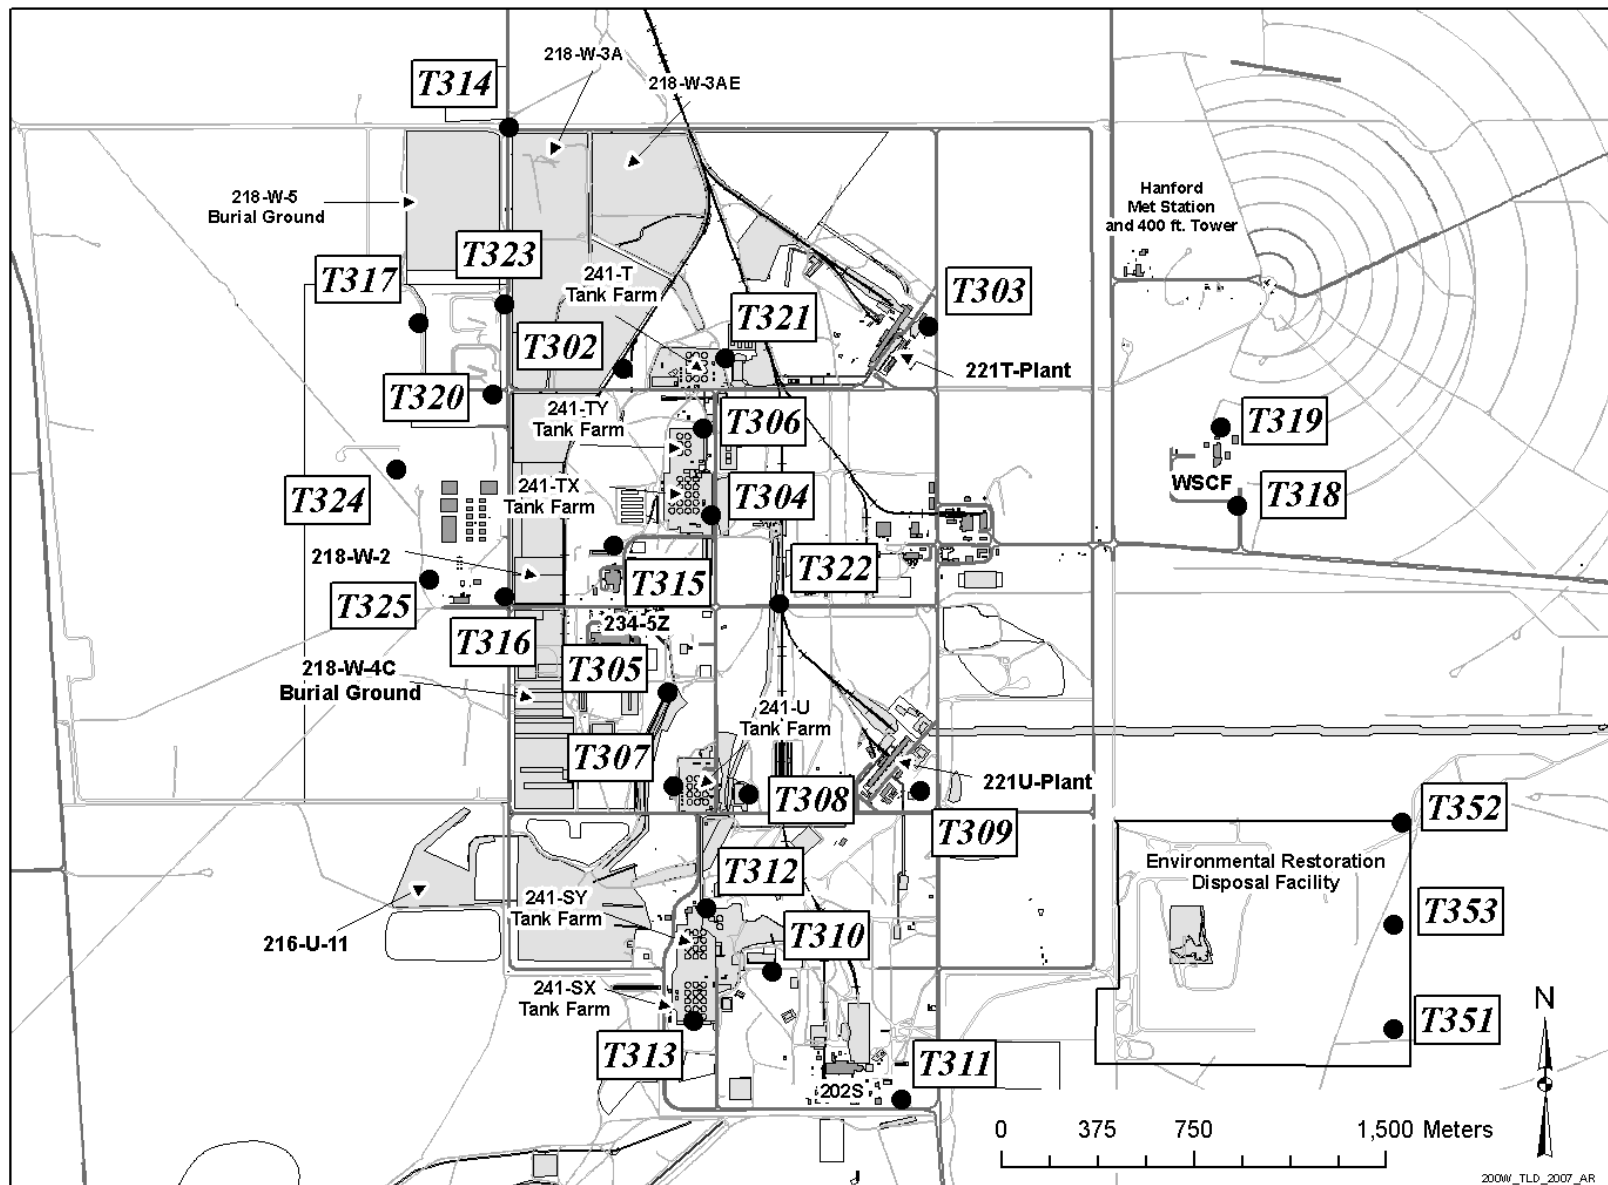 218-W-3A
T314
218-W-3AE
218-W-5
Burial Ground
Hanford
Met Station
and 400 ft. Tower
T323
T317
241-T
Tank Farm
T303
T321
T302
221T-Plant
T320
241-TY
Tank Farm
T306
T319
241-TX
Tank Farm
T304
T324
WSCF
T318
218-W-2
T315
T322
T325
T316
234-5Z
218-W-4C
Burial Ground
T305
241-U
Tank Farm
T307
T308
221U-Plant
T309
T352
T312
Environmental Restoration
Disposal Facility
241-SY
Tank Farm
T310
T353
216-U-11
241-SX
Tank Farm
T351
N
T313
T311
202S
0 375 750 1,500 Meters
200W_TLD_2007_AR